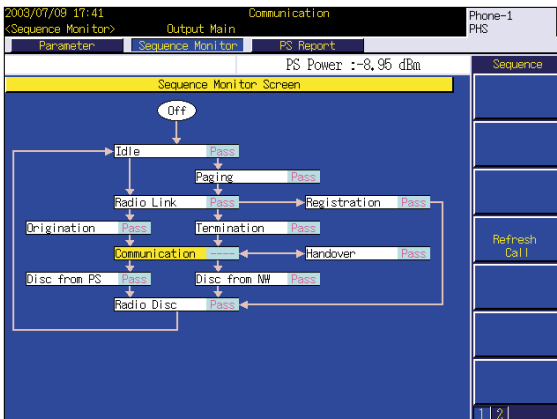 2003/07/09 17:41 Communication Phone-1
<Sequence Monitor> Output Main PHS
Parameter Sequence Monitor PS Report
PS Power :-8.95 dBm Sequence
Sequence Monitor Screen
Off
Idle Pass
Paging Pass
Radio Link Pass Registration Pass
Origination Pass Termination Pass
Refresh
Call
Communication ---- Handover Pass
Disc from PS Pass Disc from NW Pass
Radio Disc Pass
1 2